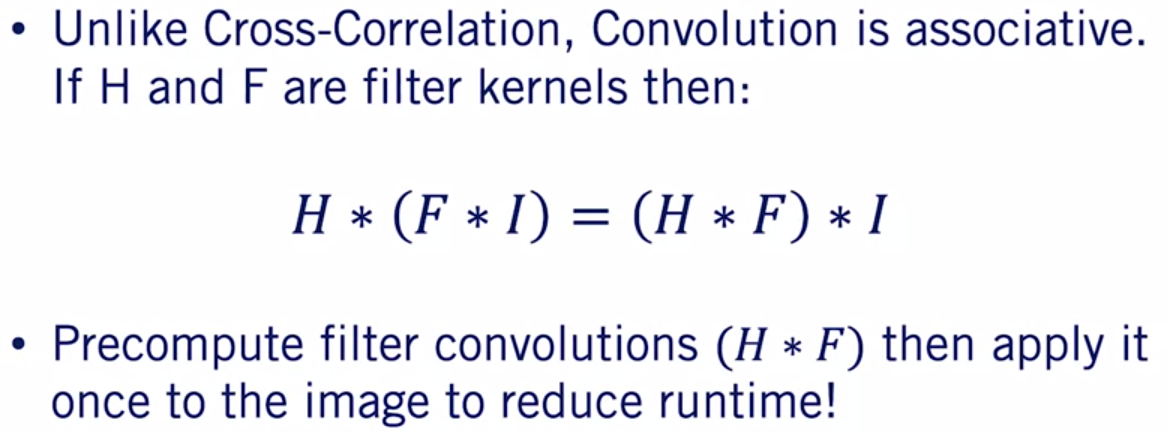 • Unlike Cross-Correlation, Convolution is associative.
If H and F are filter kernels then:
H ∗ (F ∗ I) = (H ∗ F) ∗ I
• Precompute filter convolutions (H ∗ F) then apply it
once to the image to reduce runtime!